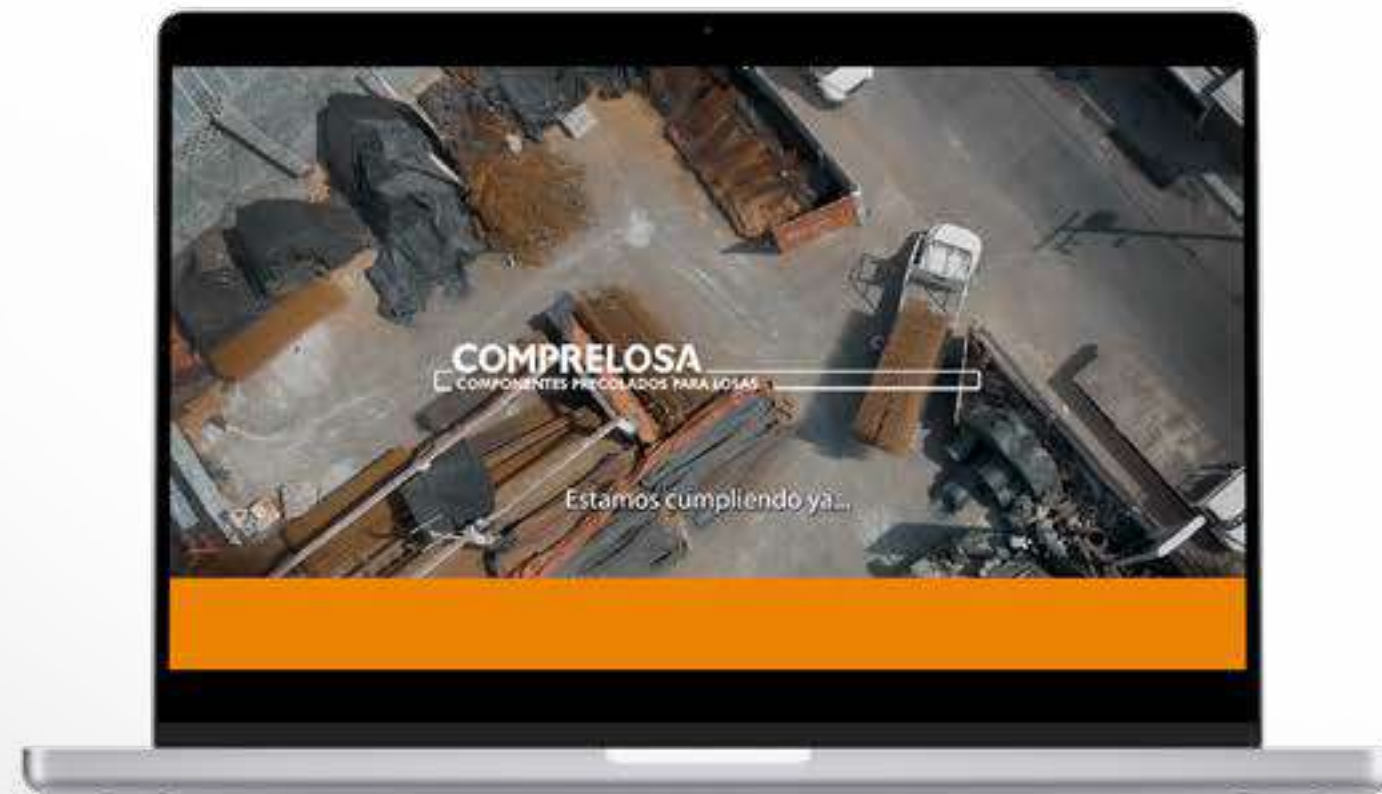 COMPRELOSA
COMPONENTES PRECOLADOS PARA LOSAS
Estamos cumpliendo ya...